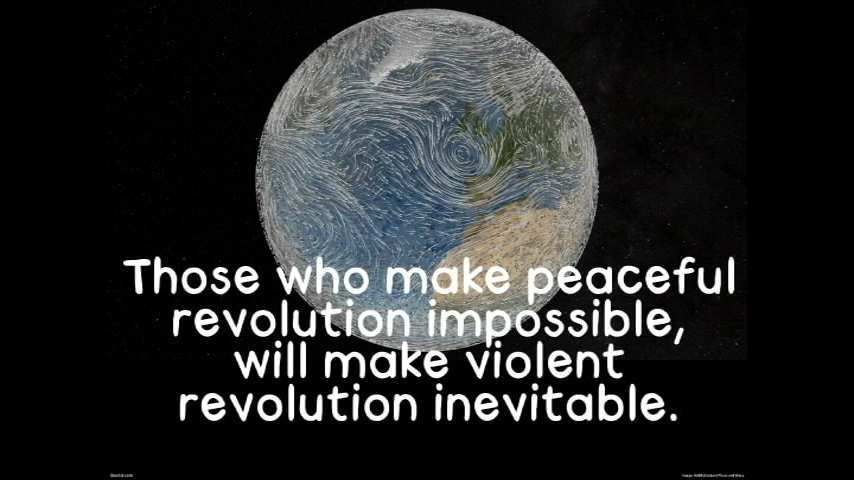 Those who make peaceful
revolution impossible,
will make violent
revolution inevitable.